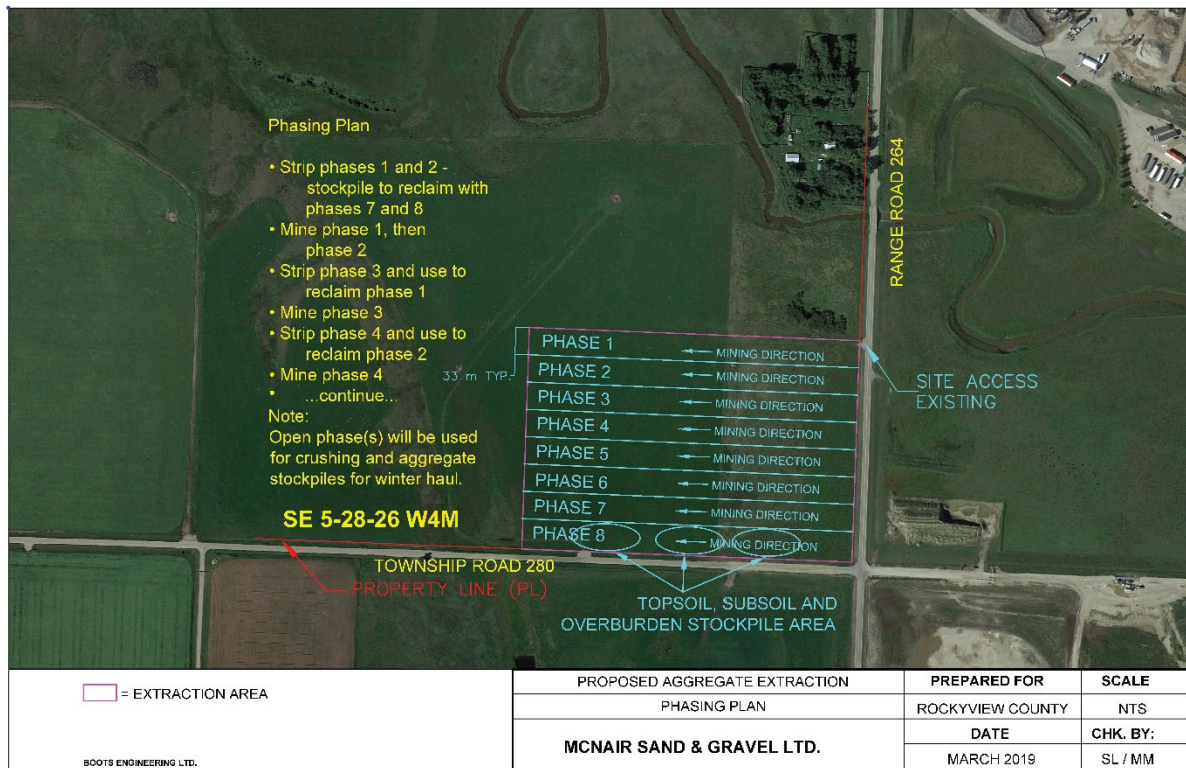 Phasing Plan
• Strip phases 1 and 2 -
stockpile to reclaim with
phases 7 and 8
• Mine phase 1, then
phase 2
• Strip phase 3 and use to
reclaim phase 1
• Mine phase 3
• Strip phase 4 and use to
reclaim phase 2
• Mine phase 4
• ...continue...
Note:
Open phase(s) will be used
for crushing and aggregate
stockpiles for winter haul.
SE 5-28-26 W4M
33 m TYP.
PHASE 1
MINING DIRECTION
PHASE 2
MINING DIRECTION
PHASE 3
MINING DIRECTION
PHASE 4
MINING DIRECTION
PHASE 5
MINING DIRECTION
PHASE 6
MINING DIRECTION
PHASE 7
MINING DIRECTION
PHASE 8
MINING DIRECTION
RANGE ROAD 264
SITE ACCESS
EXISTING
TOWNSHIP ROAD 280
PROPERTY LINE (PL)
TOPSOIL, SUBSOIL AND
OVERBURDEN STOCKPILE AREA
= EXTRACTION AREA
BOOTS ENGINEERING LTD.
PROPOSED AGGREGATE EXTRACTION
PHASING PLAN
MCNAIR SAND & GRAVEL LTD.
PREPARED FOR
ROCKYVIEW COUNTY
DATE
MARCH 2019
SCALE
NTS
CHK. BY:
SL / MM